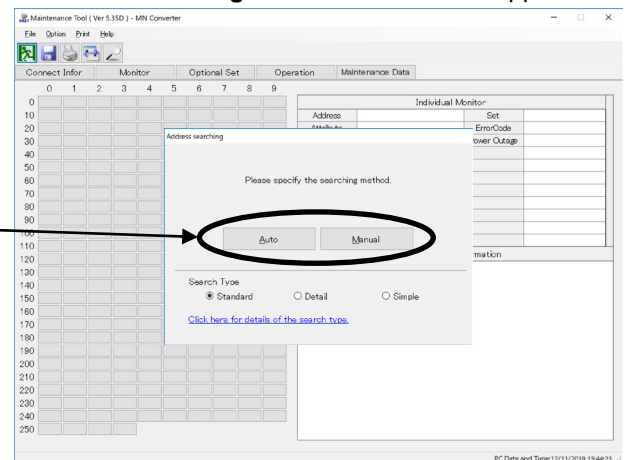 Maintenance Tool ( Ver 5.35D ) - MN Converter
File Option Print Help
Connect Infor Monitor Optional Set Operation Maintenance Data
0 1 2 3 4 5 6 7 8 9
Individual Monitor
0
10
Address Set
20
ErrorCode
30
Power Outage
Address searching
40
50
60
Please specify the searching method.
70
80
90
100
Auto Manual
110
120
rmation
130
140
Search Type
150
Standard Detail Simple
160
170
Click here for details of the search type.
180
190
200
210
220
230
240
250
PC Date and Time:12/11/2019 13:44:23